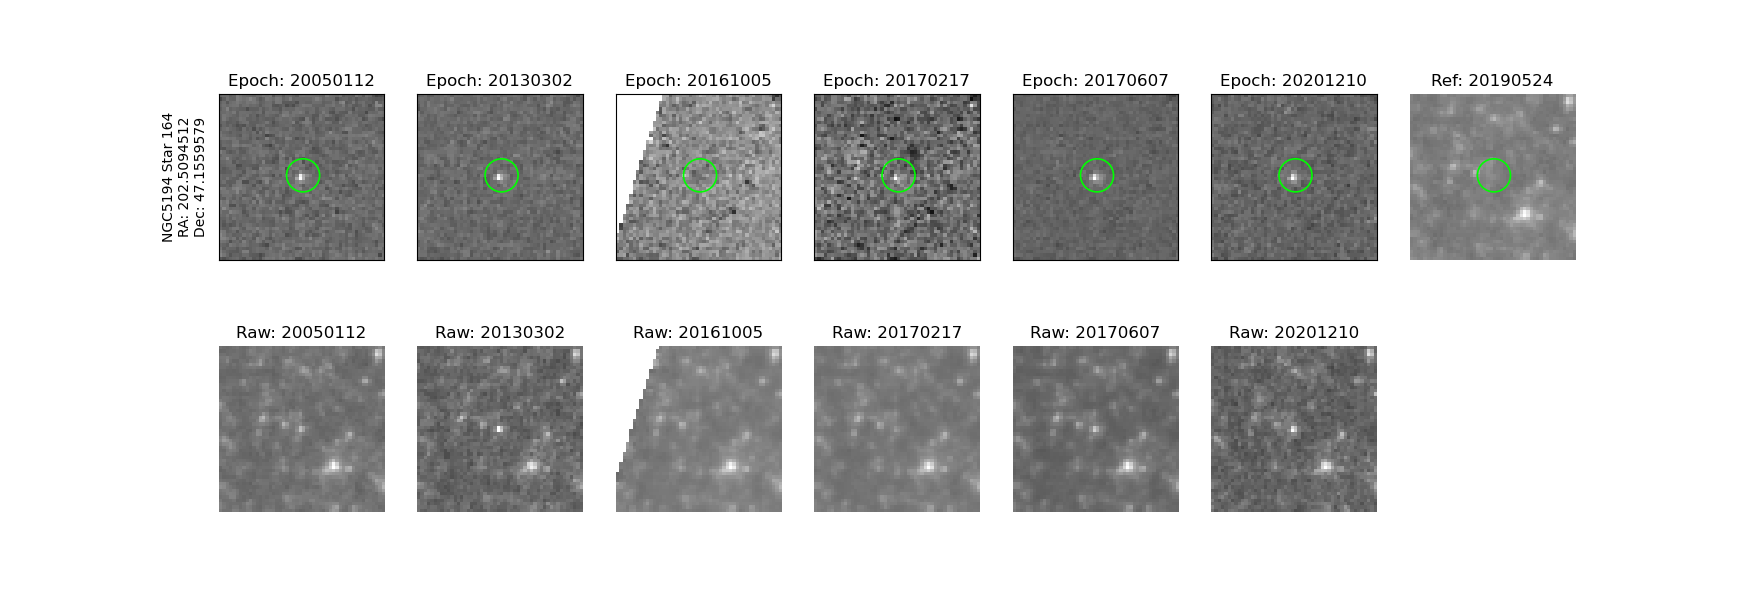 Epoch: 20050112
Epoch: 20130302
Epoch: 20161005
Epoch: 20170217
Epoch: 20170607
Epoch: 20201210
Ref: 20190524
NGC5194 Star 164
RA: 202.5094512
Dec: 47.1559579
Raw: 20050112
Raw: 20130302
Raw: 20161005
Raw: 20170217
Raw: 20170607
Raw: 20201210